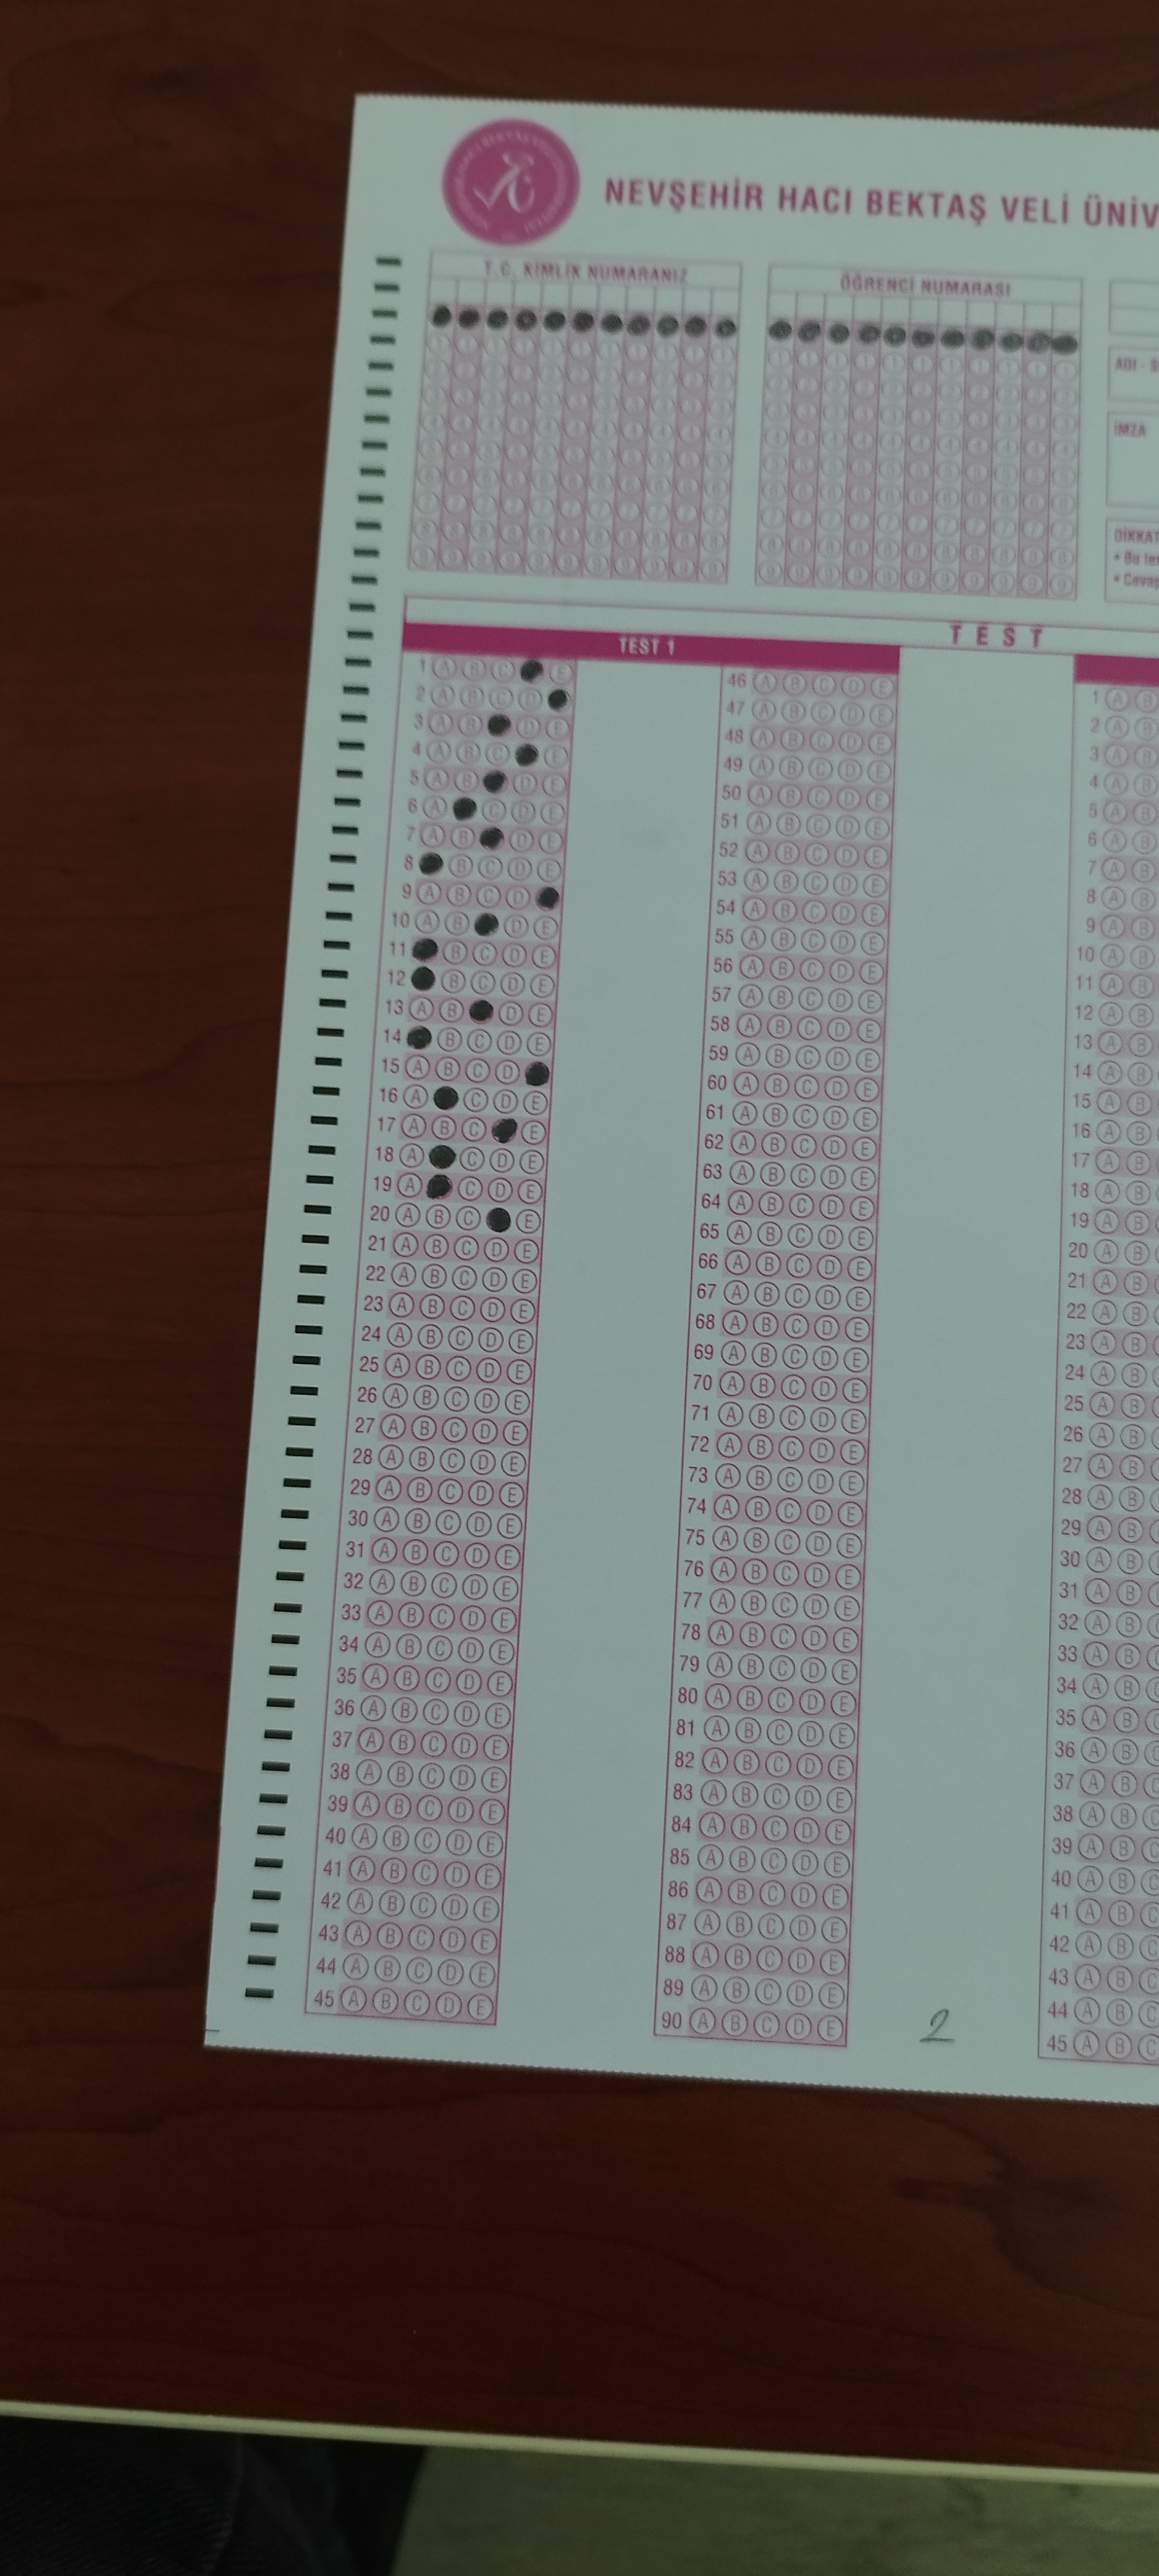 NEVŞEHİR HACI BEKTAŞ VELİ ÜNİV
T.C. KİMLİK NUMARANIZ
ÖĞRENCİ NUMARASI
ADI - S
İMZA
DİKKAT
• Bu tes
• Cevap
TEST
TEST 1
1 A B C E
2 A B C D
3 A B D E
4 A B C E
5 A B D E
6 A C D E
7 A B D E
8 B C D E
9 A B C D
10 A B D E
11 B C D E
12 B C D E
13 A B D E
14 B C D E
15 A B C D
16 A C D E
17 A B C E
18 A C D E
19 A C D E
20 A B C E
21 A B C D E
22 A B C D E
23 A B C D E
24 A B C D E
25 A B C D E
26 A B C D E
27 A B C D E
28 A B C D E
29 A B C D E
30 A B C D E
31 A B C D E
32 A B C D E
33 A B C D E
34 A B C D E
35 A B C D E
36 A B C D E
37 A B C D E
38 A B C D E
39 A B C D E
40 A B C D E
41 A B C D E
42 A B C D E
43 A B C D E
44 A B C D E
45 A B C D E
46 A B C D E
47 A B C D E
48 A B C D E
49 A B C D E
50 A B C D E
51 A B C D E
52 A B C D E
53 A B C D E
54 A B C D E
55 A B C D E
56 A B C D E
57 A B C D E
58 A B C D E
59 A B C D E
60 A B C D E
61 A B C D E
62 A B C D E
63 A B C D E
64 A B C D E
65 A B C D E
66 A B C D E
67 A B C D E
68 A B C D E
69 A B C D E
70 A B C D E
71 A B C D E
72 A B C D E
73 A B C D E
74 A B C D E
75 A B C D E
76 A B C D E
77 A B C D E
78 A B C D E
79 A B C D E
80 A B C D E
81 A B C D E
82 A B C D E
83 A B C D E
84 A B C D E
85 A B C D E
86 A B C D E
87 A B C D E
88 A B C D E
89 A B C D E
90 A B C D E
2
1 A B
2 A B
3 A B
4 A B
5 A B
6 A B
7 A B
8 A B
9 A B
10 A B
11 A B
12 A B
13 A B
14 A B
15 A B
16 A B
17 A B
18 A B
19 A B
20 A B
21 A B
22 A B
23 A B
24 A B
25 A B
26 A B
27 A B
28 A B
29 A B
30 A B
31 A B
32 A B C
33 A B C
34 A B C
35 A B C
36 A B C
37 A B C
38 A B C
39 A B C
40 A B C
41 A B C
42 A B C
43 A B C
44 A B C
45 A B C